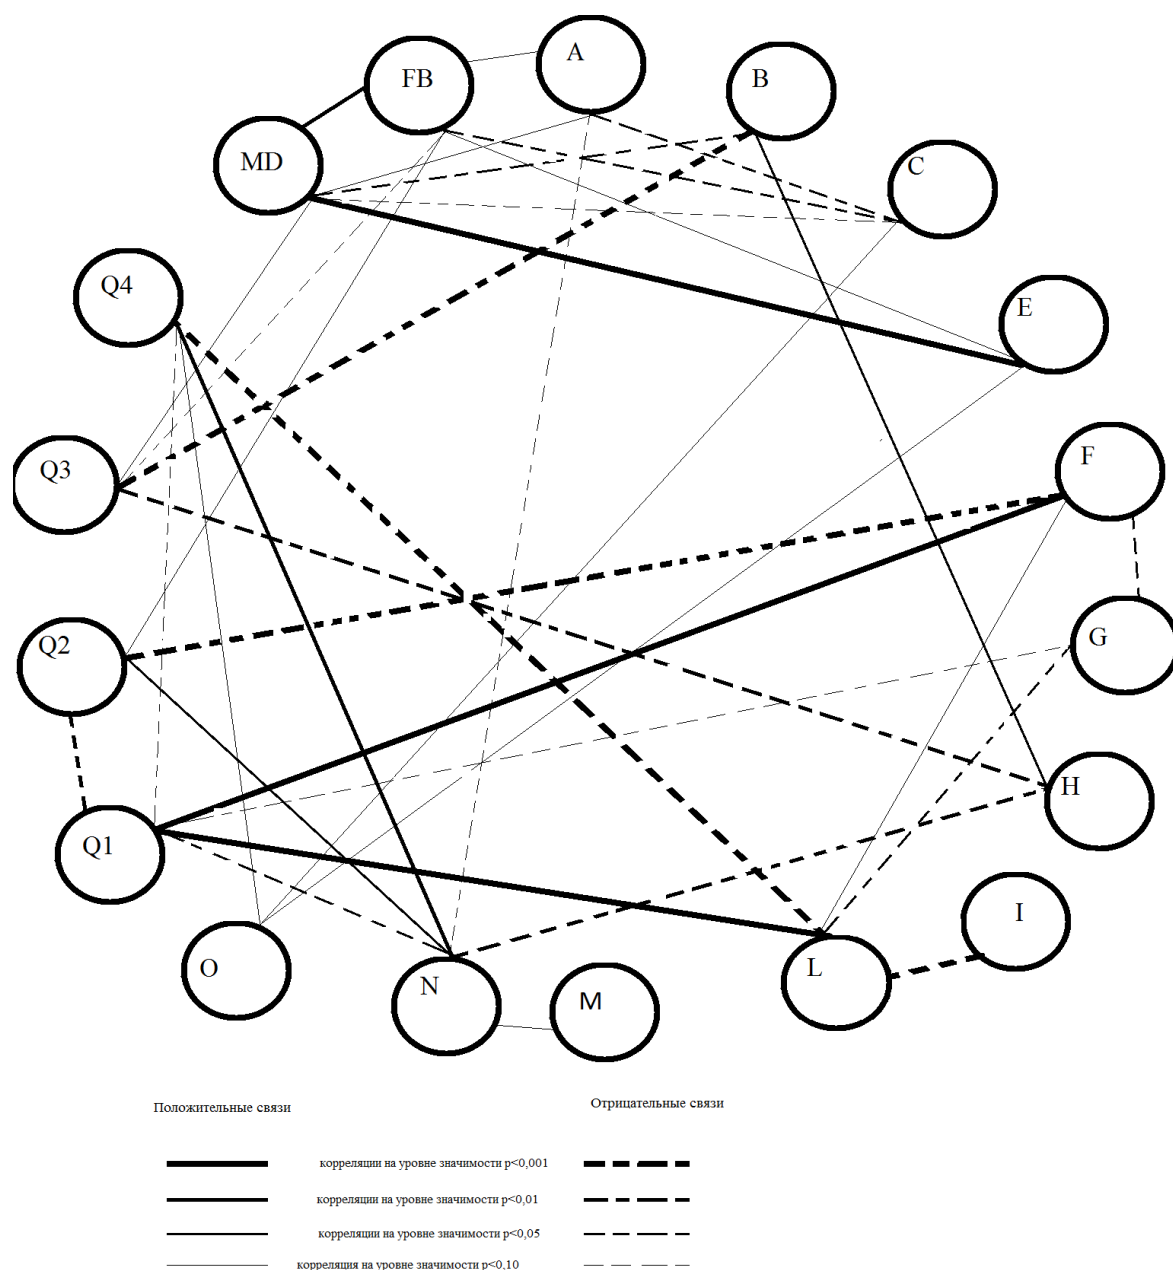 A
FB
B
MD
C
Q4
E
F
Q3
G
Q2
H
Q1
I
O
N
M
L
Положительные связи
Отрицательные связи
корреляции на уровне значимости p<0,001
корреляции на уровне значимости p<0,01
корреляции на уровне значимости p<0,05
корреляция на уровне значимости p<0,10